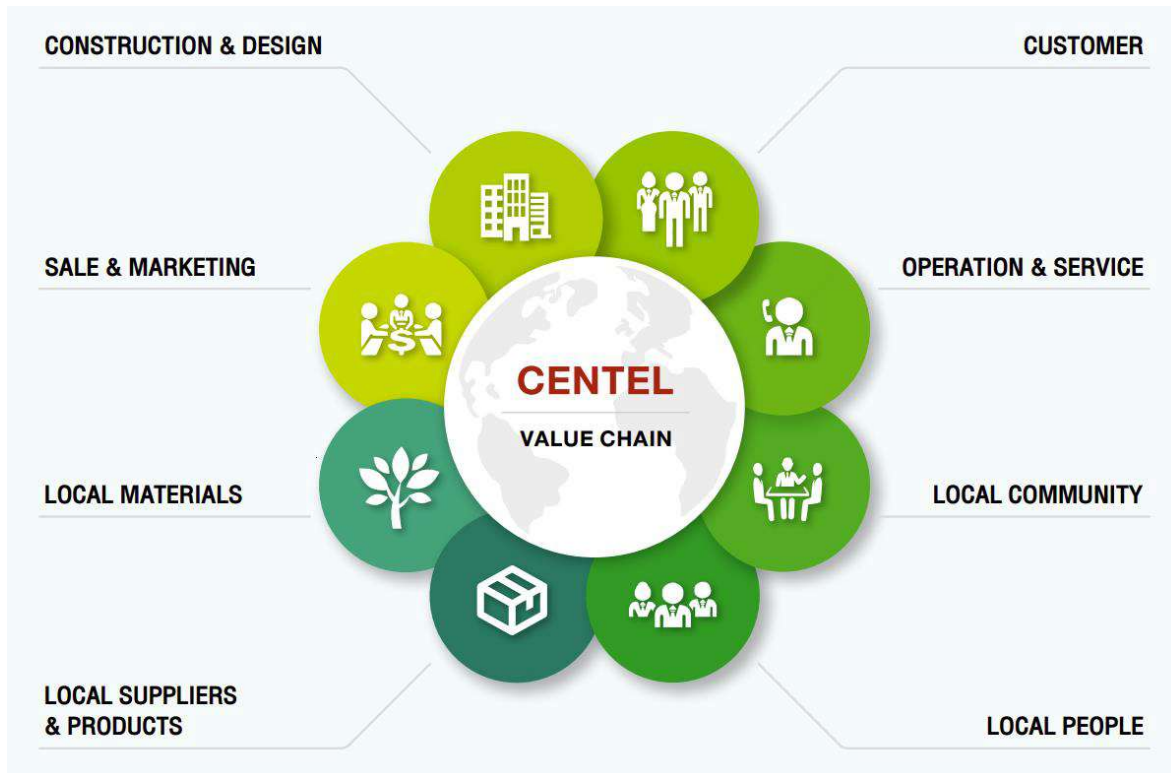 CONSTRUCTION & DESIGN
CUSTOMER
SALE & MARKETING
OPERATION & SERVICE
CENTEL
VALUE CHAIN
LOCAL MATERIALS
LOCAL COMMUNITY
LOCAL SUPPLIERS
& PRODUCTS
LOCAL PEOPLE